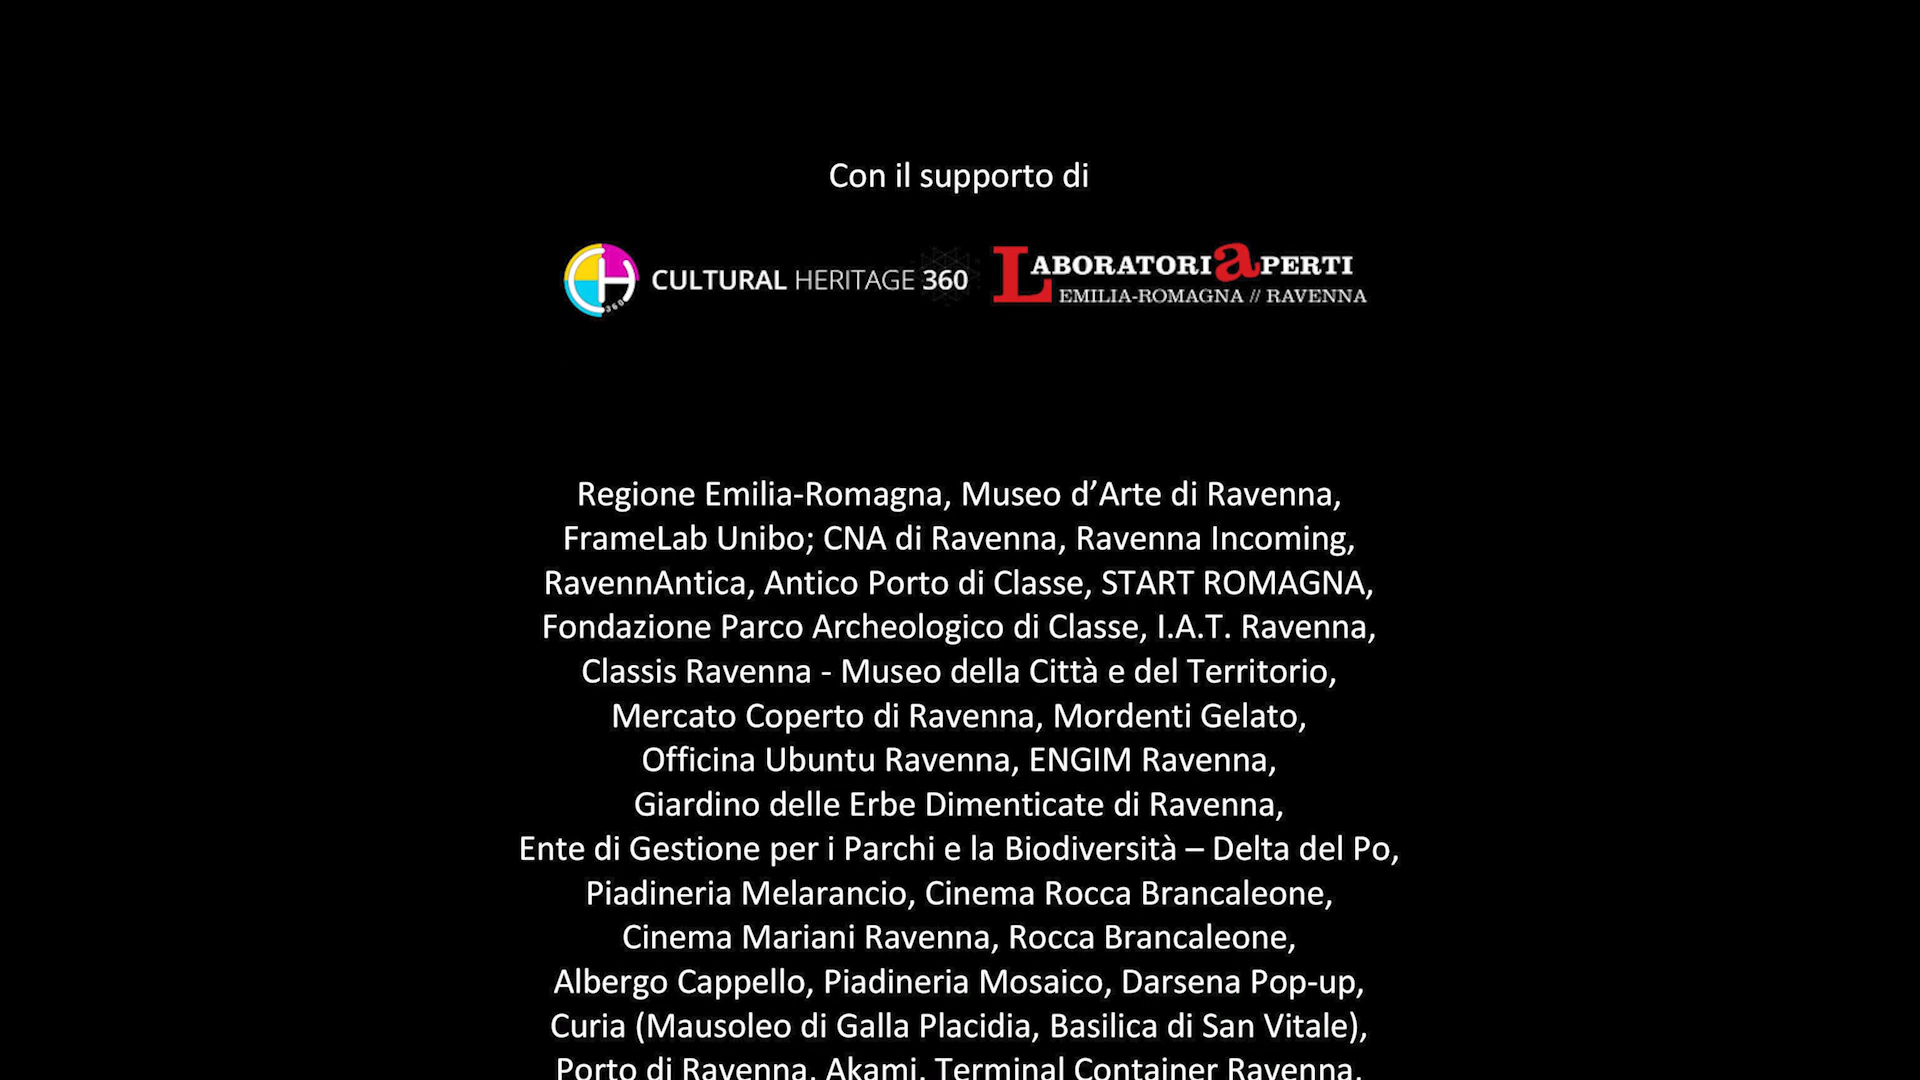 Con il supporto di
CH 360 CULTURAL HERITAGE 360
LABORATORI APERTI
EMILIA-ROMAGNA // RAVENNA
Regione Emilia-Romagna, Museo d’Arte di Ravenna,
FrameLab Unibo; CNA di Ravenna, Ravenna Incoming,
RavennAntica, Antico Porto di Classe, START ROMAGNA,
Fondazione Parco Archeologico di Classe, I.A.T. Ravenna,
Classis Ravenna - Museo della Città e del Territorio,
Mercato Coperto di Ravenna, Mordenti Gelato,
Officina Ubuntu Ravenna, ENGIM Ravenna,
Giardino delle Erbe Dimenticate di Ravenna,
Ente di Gestione per i Parchi e la Biodiversità – Delta del Po,
Piadineria Melarancio, Cinema Rocca Brancaleone,
Cinema Mariani Ravenna, Rocca Brancaleone,
Albergo Cappello, Piadineria Mosaico, Darsena Pop-up,
Curia (Mausoleo di Galla Placidia, Basilica di San Vitale),
Porto di Ravenna, Akami, Terminal Container Ravenna,